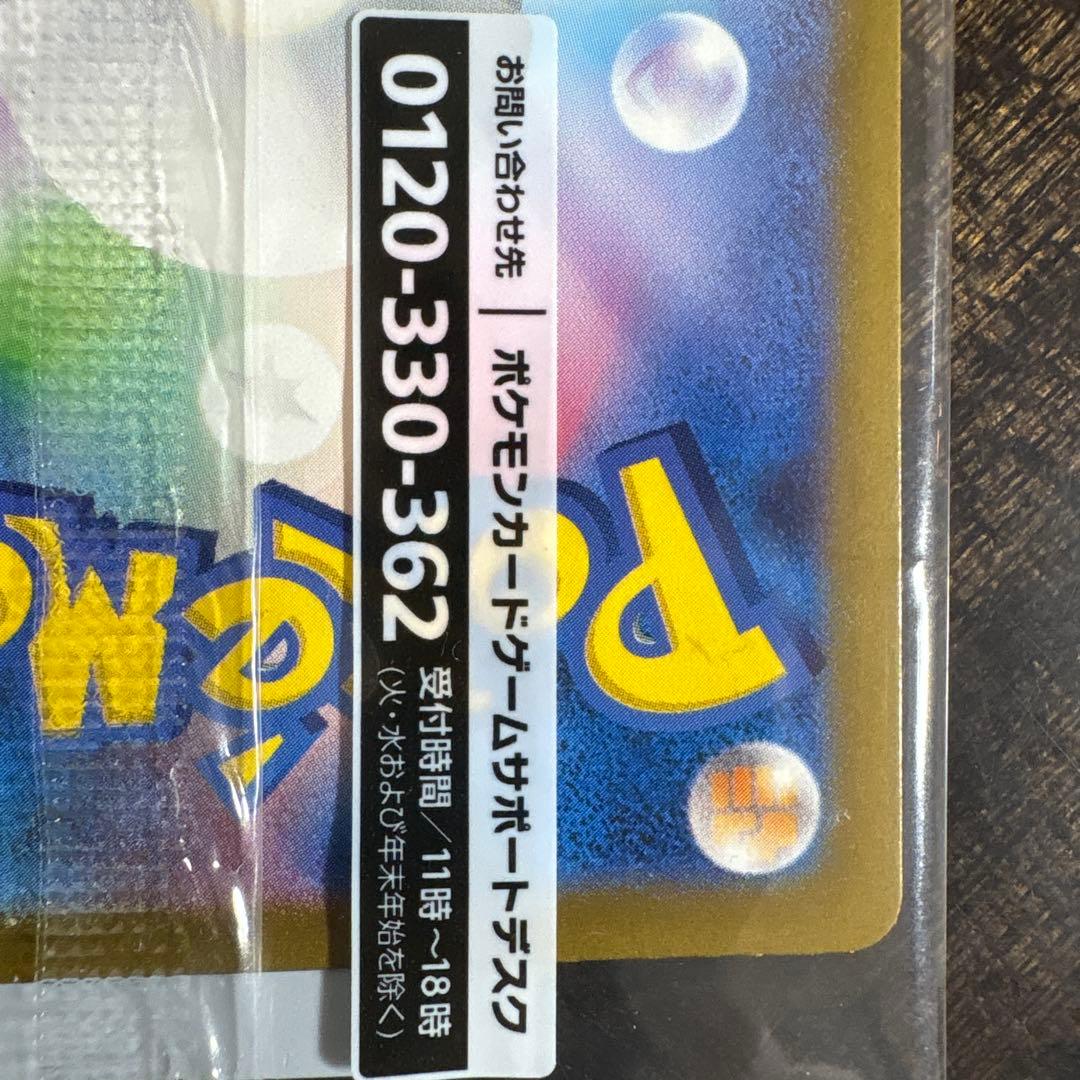 お問い合わせ先 | ポケモンカードゲームサポートデスク
0120-330-362 受付時間/11時~18時
(火・水および年末年始を除く)